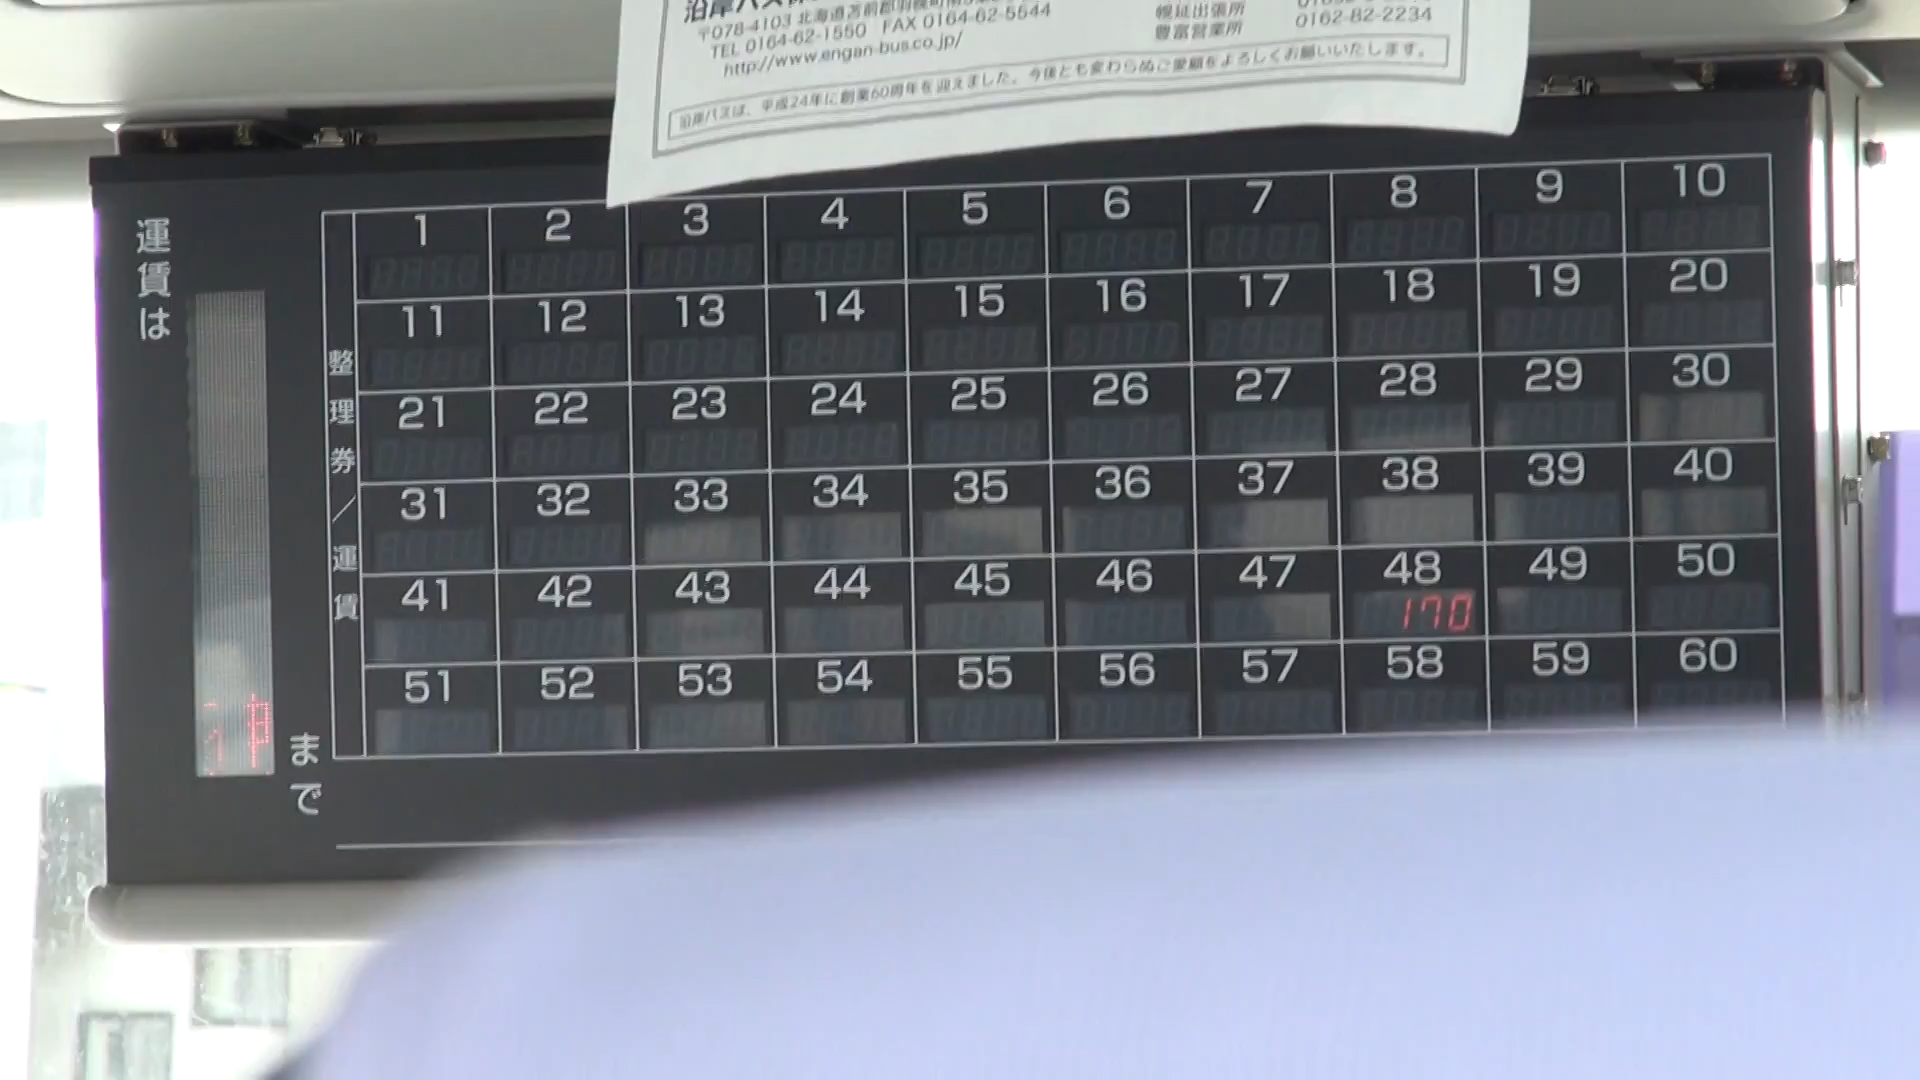 〒078-4103 北海道苫前郡羽幌町南
TEL 0164-62-1550 FAX 0164-62-5544
http://www.engan-bus.co.jp/
幌延出張所
豊富営業所 0162-82-2234
沿岸バスは、平成24年に創業60周年を迎えました。今後とも変わらぬご愛顧をよろしくお願いいたします。
運賃は
まで
整理券/運賃
1 2 3 4 5 6 7 8 9 10
11 12 13 14 15 16 17 18 19 20
21 22 23 24 25 26 27 28 29 30
31 32 33 34 35 36 37 38 39 40
41 42 43 44 45 46 47 48 49 50
170
51 52 53 54 55 56 57 58 59 60